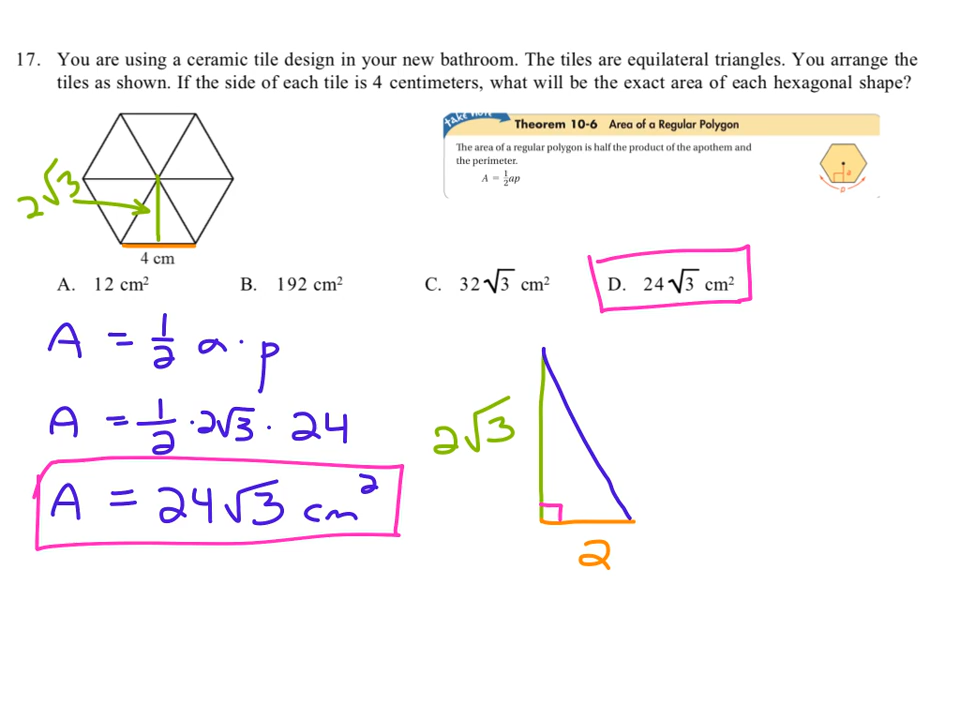 17. You are using a ceramic tile design in your new bathroom. The tiles are equilateral triangles. You arrange the
tiles as shown. If the side of each tile is 4 centimeters, what will be the exact area of each hexagonal shape?
take note
Theorem 10-6 Area of a Regular Polygon
The area of a regular polygon is half the product of the apothem and
the perimeter.
A = ½ap
a
p
2√3
4 cm
A. 12 cm² B. 192 cm² C. 32√3 cm² D. 24√3 cm²
A = ½ a · p
A = ½ · 2√3 · 24
A = 24√3 cm²
2√3
2